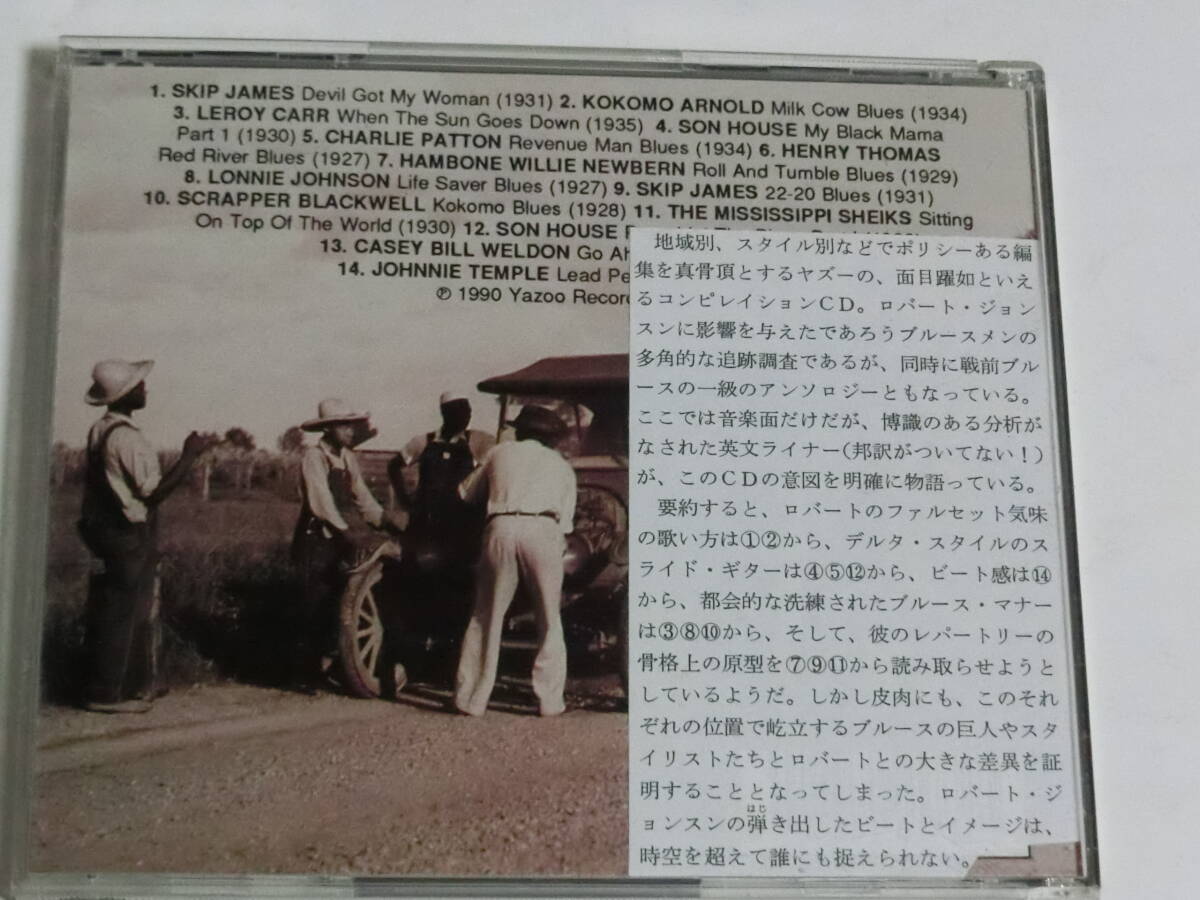 1. SKIP JAMES Devil Got My Woman (1931) 2. KOKOMO ARNOLD Milk Cow Blues (1934)
3. LEROY CARR When The Sun Goes Down (1935) 4. SON HOUSE My Black Mama
Part 1 (1930) 5. CHARLIE PATTON Revenue Man Blues (1934) 6. HENRY THOMAS
Red River Blues (1927) 7. HAMBONE WILLIE NEWBERN Roll And Tumble Blues (1929)
8. LONNIE JOHNSON Life Saver Blues (1927) 9. SKIP JAMES 22-20 Blues (1931)
10. SCRAPPER BLACKWELL Kokomo Blues (1928) 11. THE MISSISSIPPI SHEIKS Sitting
On Top Of The World (1930) 12. SON HOUSE
13. CASEY BILL WELDON Go Ah
14. JOHNNIE TEMPLE Lead Pe
℗ 1990 Yazoo Recor
地域別、スタイル別などでポリシーある編
集を真骨頂とするヤズーの、面目躍如といえ
るコンピレイションCD。ロバート・ジョン
スンに影響を与えたであろうブルースメンの
多角的な追跡調査であるが、同時に戦前ブル
ースの一級のアンソロジーともなっている。
ここでは音楽面だけだが、博識のある分析が
なされた英文ライナー(邦訳がついてない!)
が、このCDの意図を明確に物語っている。
要約すると、ロバートのファルセット気味
の歌い方は①②から、デルタ・スタイルのス
ライド・ギターは④⑤⑫から、ビート感は⑭
から、都会的な洗練されたブルース・マナー
は③⑧⑩から、そして、彼のレパートリーの
骨格上の原型を⑦⑨⑪から読み取らせようと
しているようだ。しかし皮肉にも、このそれ
ぞれの位置で屹立するブルースの巨人やスタ
イリストたちとロバートとの大きな差異を証
明することとなってしまった。ロバート・ジ
はじ
ョンスンの弾き出したビートとイメージは、
時空を超えて誰にも捉えられない。